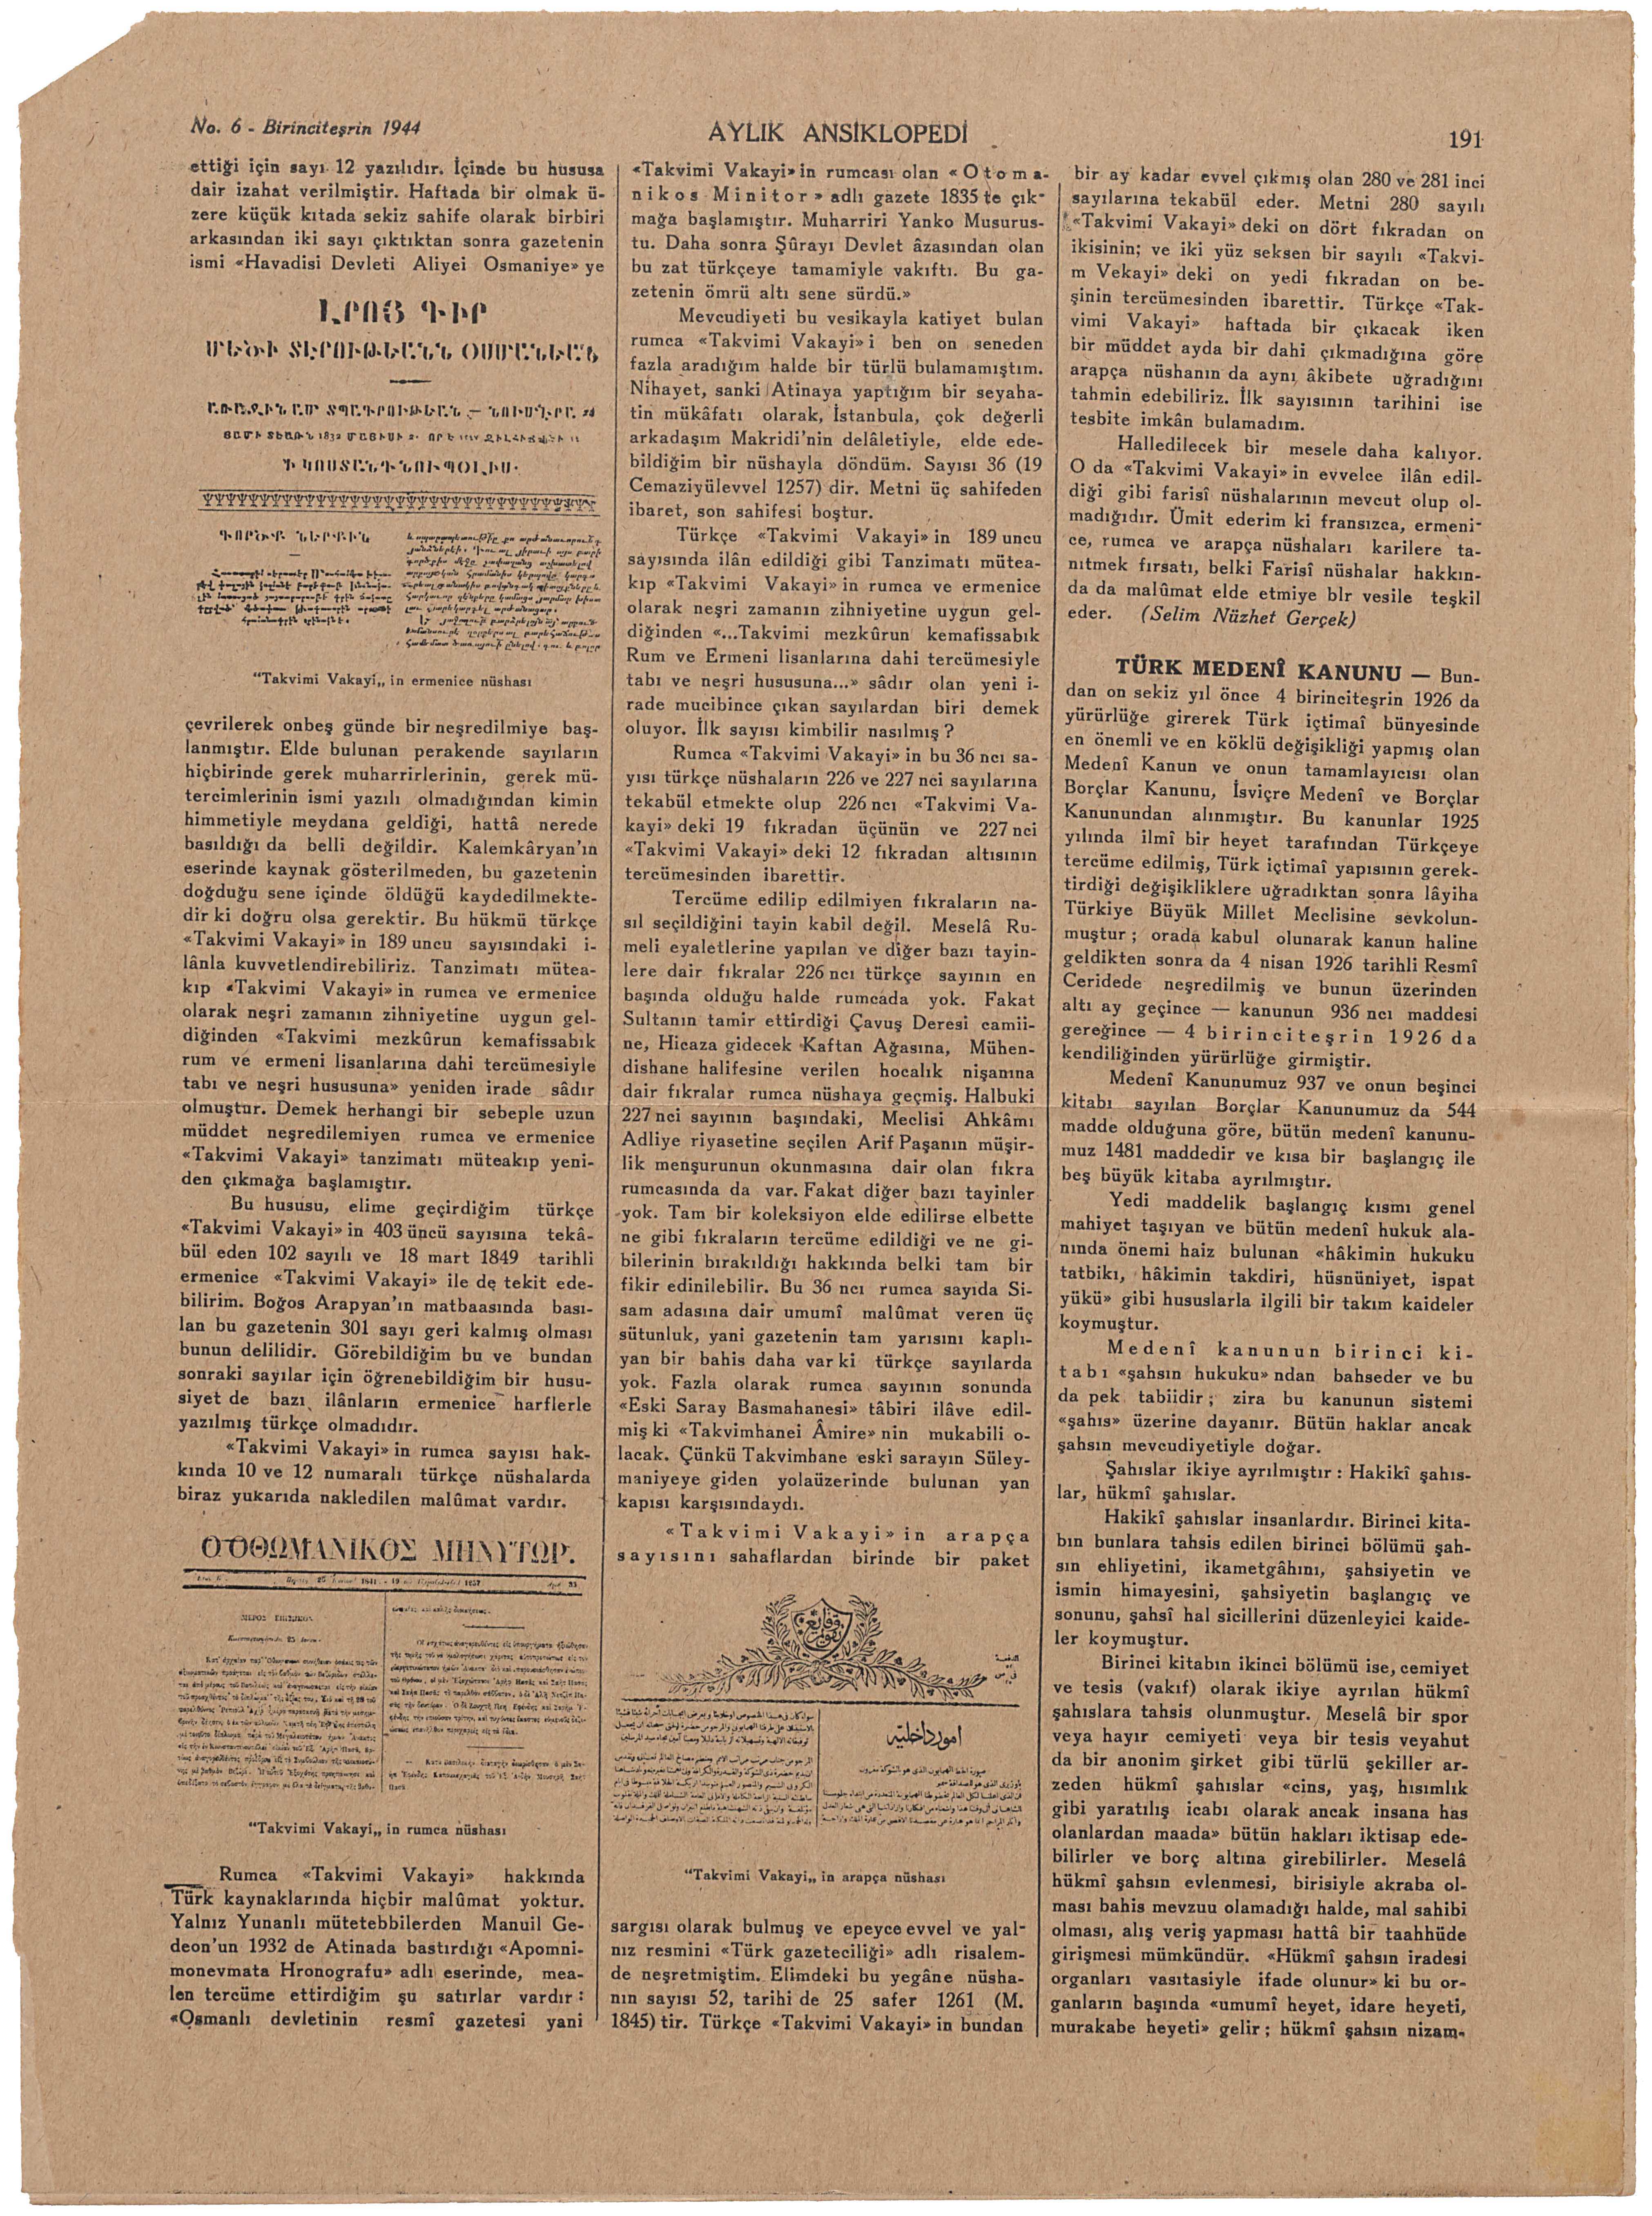 No. 6 - Birinciteşrin 1944
AYLIK ANSİKLOPEDİ
191
ettiği için sayı 12 yazılıdır. İçinde bu hususa
dair izahat verilmiştir. Haftada bir olmak ü-
zere küçük kıtada sekiz sahife olarak birbiri
arkasından iki sayı çıktıktan sonra gazetenin
ismi «Havadisi Devleti Aliyei Osmaniye» ye
ԼՐՈՅ ԳԻՐ
ՄԵԾԻ ՏԷՐՈՒԹԵԱՆՆ ՕՍՄԱՆԵԱՆ
"Takvimi Vakayi„ in ermenice nüshası
çevrilerek onbeş günde bir neşredilmiye baş-
lanmıştır. Elde bulunan perakende sayıların
hiçbirinde gerek muharrirlerinin, gerek mü-
tercimlerinin ismi yazılı olmadığından kimin
himmetiyle meydana geldiği, hattâ nerede
basıldığı da belli değildir. Kalemkâryan'ın
eserinde kaynak gösterilmeden, bu gazetenin
doğduğu sene içinde öldüğü kaydedilmekte-
dir ki doğru olsa gerektir. Bu hükmü türkçe
«Takvimi Vakayi» in 189 uncu sayısındaki i-
lânla kuvvetlendirebiliriz. Tanzimatı mütea-
kıp «Takvimi Vakayi» in rumca ve ermenice
olarak neşri zamanın zihniyetine uygun gel-
diğinden «Takvimi mezkûrun kemafissabık
rum ve ermeni lisanlarına dahi tercümesiyle
tabı ve neşri hususuna» yeniden irade sâdır
olmuştur. Demek herhangi bir sebeple uzun
müddet neşredilemiyen rumca ve ermenice
«Takvimi Vakayi» tanzimatı müteakıp yeni-
den çıkmağa başlamıştır.
Bu hususu, elime geçirdiğim türkçe
«Takvimi Vakayi» in 403 üncü sayısına tekâ-
bül eden 102 sayılı ve 18 mart 1849 tarihli
ermenice «Takvimi Vakayi» ile de tekit ede-
bilirim. Boğos Arapyan'ın matbaasında bası-
lan bu gazetenin 301 sayı geri kalmış olması
bunun delilidir. Görebildiğim bu ve bundan
sonraki sayılar için öğrenebildiğim bir husu-
siyet de bazı ilânların ermenice harflerle
yazılmış türkçe olmadıdır.
«Takvimi Vakayi» in rumca sayısı hak-
kında 10 ve 12 numaralı türkçe nüshalarda
biraz yukarıda nakledilen malûmat vardır.
ΟΘΩΜΑΝΙΚΟΣ ΜΗΝΥΤΩΡ.
"Takvimi Vakayi„ in rumca nüshası
Rumca «Takvimi Vakayi» hakkında
Türk kaynaklarında hiçbir malûmat yoktur.
Yalnız Yunanlı mütetebbilerden Manuil Ge-
deon'un 1932 de Atinada bastırdığı «Apomni-
monevmata Hronografu» adlı eserinde, mea-
len tercüme ettirdiğim şu satırlar vardır :
«Osmanlı devletinin resmî gazetesi yani
«Takvimi Vakayi» in rumcası olan «Otoma-
nikos Minitor» adlı gazete 1835 te çık-
mağa başlamıştır. Muharriri Yanko Musurus-
tu. Daha sonra Şûrayı Devlet âzasından olan
bu zat türkçeye tamamiyle vakıftı. Bu ga-
zetenin ömrü altı sene sürdü.»
Mevcudiyeti bu vesikayla katiyet bulan
rumca «Takvimi Vakayi» i ben on seneden
fazla aradığım halde bir türlü bulamamıştım.
Nihayet, sanki Atinaya yaptığım bir seyaha-
tin mükâfatı olarak, İstanbula, çok değerli
arkadaşım Makridi'nin delâletiyle, elde ede-
bildiğim bir nüshayla döndüm. Sayısı 36 (19
Cemaziyülevvel 1257) dir. Metni üç sahifeden
ibaret, son sahifesi boştur.
Türkçe «Takvimi Vakayi» in 189 uncu
sayısında ilân edildiği gibi Tanzimatı mütea-
kıp «Takvimi Vakayi» in rumca ve ermenice
olarak neşri zamanın zihniyetine uygun gel-
diğinden «...Takvimi mezkûrun kemafissabık
Rum ve Ermeni lisanlarına dahi tercümesiyle
tabı ve neşri hususuna...» sâdır olan yeni i-
rade mucibince çıkan sayılardan biri demek
oluyor. İlk sayısı kimbilir nasılmış ?
Rumca «Takvimi Vakayi» in bu 36 ncı sa-
yısı türkçe nüshaların 226 ve 227 nci sayılarına
tekabül etmekte olup 226 ncı «Takvimi Va-
kayi» deki 19 fıkradan üçünün ve 227 nci
«Takvimi Vakayi» deki 12 fıkradan altısının
tercümesinden ibarettir.
Tercüme edilip edilmiyen fıkraların na-
sıl seçildiğini tayin kabil değil. Meselâ Ru-
meli eyaletlerine yapılan ve diğer bazı tayin-
lere dair fıkralar 226 ncı türkçe sayının en
başında olduğu halde rumcada yok. Fakat
Sultanın tamir ettirdiği Çavuş Deresi camii-
ne, Hicaza gidecek Kaftan Ağasına, Mühen-
dishane halifesine verilen hocalık nişanına
dair fıkralar rumca nüshaya geçmiş. Halbuki
227 nci sayının başındaki, Meclisi Ahkâmı
Adliye riyasetine seçilen Arif Paşanın müşir-
lik menşurunun okunmasına dair olan fıkra
rumcasında da var. Fakat diğer bazı tayinler
yok. Tam bir koleksiyon elde edilirse elbette
ne gibi fıkraların tercüme edildiği ve ne gi-
bilerinin bırakıldığı hakkında belki tam bir
fikir edinilebilir. Bu 36 ncı rumca sayıda Si-
sam adasına dair umumî malûmat veren üç
sütunluk, yani gazetenin tam yarısını kaplı-
yan bir bahis daha var ki türkçe sayılarda
yok. Fazla olarak rumca sayının sonunda
«Eski Saray Basmahanesi» tâbiri ilâve edil-
miş ki «Takvimhanei Âmire» nin mukabili o-
lacak. Çünkü Takvimhane eski sarayın Süley-
maniyeye giden yolaüzerinde bulunan yan
kapısı karşısındaydı.
«Takvimi Vakayi» in arapça
sayısını sahaflardan birinde bir paket
تقويم وقايع
امور داخليه
"Takvimi Vakayi„ in arapça nüshası
sargısı olarak bulmuş ve epeyce evvel ve yal-
nız resmini «Türk gazeteciliği» adlı risalem-
de neşretmiştim. Elimdeki bu yegâne nüsha-
nın sayısı 52, tarihi de 25 safer 1261 (M.
1845) tir. Türkçe «Takvimi Vakayi» in bundan
bir ay kadar evvel çıkmış olan 280 ve 281 inci
sayılarına tekabül eder. Metni 280 sayılı
«Takvimi Vakayi» deki on dört fıkradan on
ikisinin; ve iki yüz seksen bir sayılı «Takvi-
m Vekayi» deki on yedi fıkradan on be-
şinin tercümesinden ibarettir. Türkçe «Tak-
vimi Vakayi» haftada bir çıkacak iken
bir müddet ayda bir dahi çıkmadığına göre
arapça nüshanın da aynı âkibete uğradığını
tahmin edebiliriz. İlk sayısının tarihini ise
tesbite imkân bulamadım.
Halledilecek bir mesele daha kalıyor.
O da «Takvimi Vakayi» in evvelce ilân edil-
diği gibi farisî nüshalarının mevcut olup ol-
madığıdır. Ümit ederim ki fransızca, ermeni-
ce, rumca ve arapça nüshaları karilere ta-
nıtmek fırsatı, belki Farisî nüshalar hakkın-
da da malûmat elde etmiye bir vesile teşkil
eder. (Selim Nüzhet Gerçek)
TÜRK MEDENÎ KANUNU — Bun-
dan on sekiz yıl önce 4 birinciteşrin 1926 da
yürürlüğe girerek Türk içtimaî bünyesinde
en önemli ve en köklü değişikliği yapmış olan
Medenî Kanun ve onun tamamlayıcısı olan
Borçlar Kanunu, İsviçre Medenî ve Borçlar
Kanunundan alınmıştır. Bu kanunlar 1925
yılında ilmî bir heyet tarafından Türkçeye
tercüme edilmiş, Türk içtimaî yapısının gerek-
tirdiği değişikliklere uğradıktan sonra lâyiha
Türkiye Büyük Millet Meclisine sevkolun-
muştur ; orada kabul olunarak kanun haline
geldikten sonra da 4 nisan 1926 tarihli Resmî
Ceridede neşredilmiş ve bunun üzerinden
altı ay geçince — kanunun 936 ncı maddesi
gereğince — 4 birinciteşrin 1926 da
kendiliğinden yürürlüğe girmiştir.
Medenî Kanunumuz 937 ve onun beşinci
kitabı sayılan Borçlar Kanunumuz da 544
madde olduğuna göre, bütün medenî kanunu-
muz 1481 maddedir ve kısa bir başlangıç ile
beş büyük kitaba ayrılmıştır.
Yedi maddelik başlangıç kısmı genel
mahiyet taşıyan ve bütün medenî hukuk ala-
nında önemi haiz bulunan «hâkimin hukuku
tatbikı, hâkimin takdiri, hüsnüniyet, ispat
yükü» gibi hususlarla ilgili bir takım kaideler
koymuştur.
Medenî kanunun birinci ki-
tabı «şahsın hukuku» ndan bahseder ve bu
da pek tabiidir ; zira bu kanunun sistemi
«şahıs» üzerine dayanır. Bütün haklar ancak
şahsın mevcudiyetiyle doğar.
Şahıslar ikiye ayrılmıştır : Hakikî şahıs-
lar, hükmî şahıslar.
Hakikî şahıslar insanlardır. Birinci kita-
bın bunlara tahsis edilen birinci bölümü şah-
sın ehliyetini, ikametgâhını, şahsiyetin ve
ismin himayesini, şahsiyetin başlangıç ve
sonunu, şahsî hal sicillerini düzenleyici kaide-
ler koymuştur.
Birinci kitabın ikinci bölümü ise, cemiyet
ve tesis (vakıf) olarak ikiye ayrılan hükmî
şahıslara tahsis olunmuştur. Meselâ bir spor
veya hayır cemiyeti veya bir tesis veyahut
da bir anonim şirket gibi türlü şekiller ar-
zeden hükmî şahıslar «cins, yaş, hısımlık
gibi yaratılış icabı olarak ancak insana has
olanlardan maada» bütün hakları iktisap ede-
bilirler ve borç altına girebilirler. Meselâ
hükmî şahsın evlenmesi, birisiyle akraba ol-
ması bahis mevzuu olamadığı halde, mal sahibi
olması, alış veriş yapması hattâ bir taahhüde
girişmesi mümkündür. «Hükmî şahsın iradesi
organları vasıtasiyle ifade olunur» ki bu or-
ganların başında «umumî heyet, idare heyeti,
murakabe heyeti» gelir ; hükmî şahsın nizam-